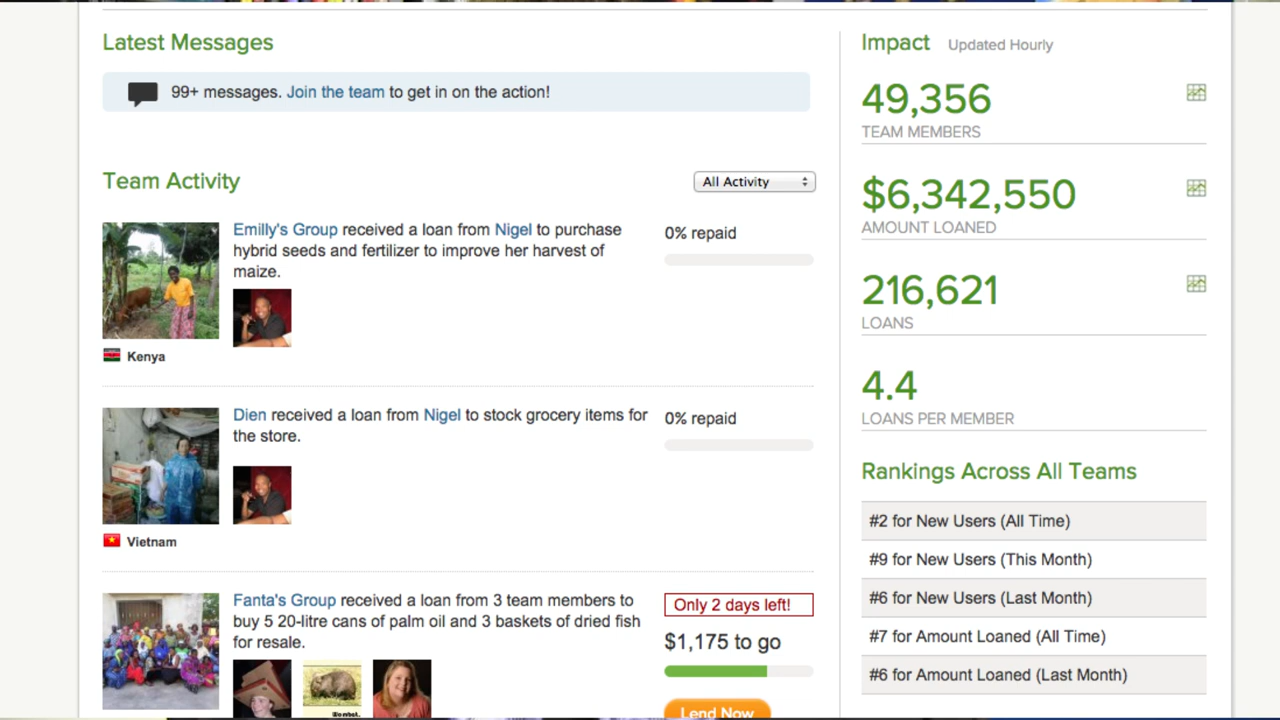 Latest Messages
99+ messages. Join the team to get in on the action!
Team Activity
All Activity
Emilly's Group received a loan from Nigel to purchase
hybrid seeds and fertilizer to improve her harvest of
maize.
0% repaid
Kenya
Dien received a loan from Nigel to stock grocery items for
the store.
0% repaid
Vietnam
Fanta's Group received a loan from 3 team members to
buy 5 20-litre cans of palm oil and 3 baskets of dried fish
for resale.
Only 2 days left!
$1,175 to go
Wombat.
Lend Now
Impact Updated Hourly
49,356
TEAM MEMBERS
$6,342,550
AMOUNT LOANED
216,621
LOANS
4.4
LOANS PER MEMBER
Rankings Across All Teams
#2 for New Users (All Time)
#9 for New Users (This Month)
#6 for New Users (Last Month)
#7 for Amount Loaned (All Time)
#6 for Amount Loaned (Last Month)